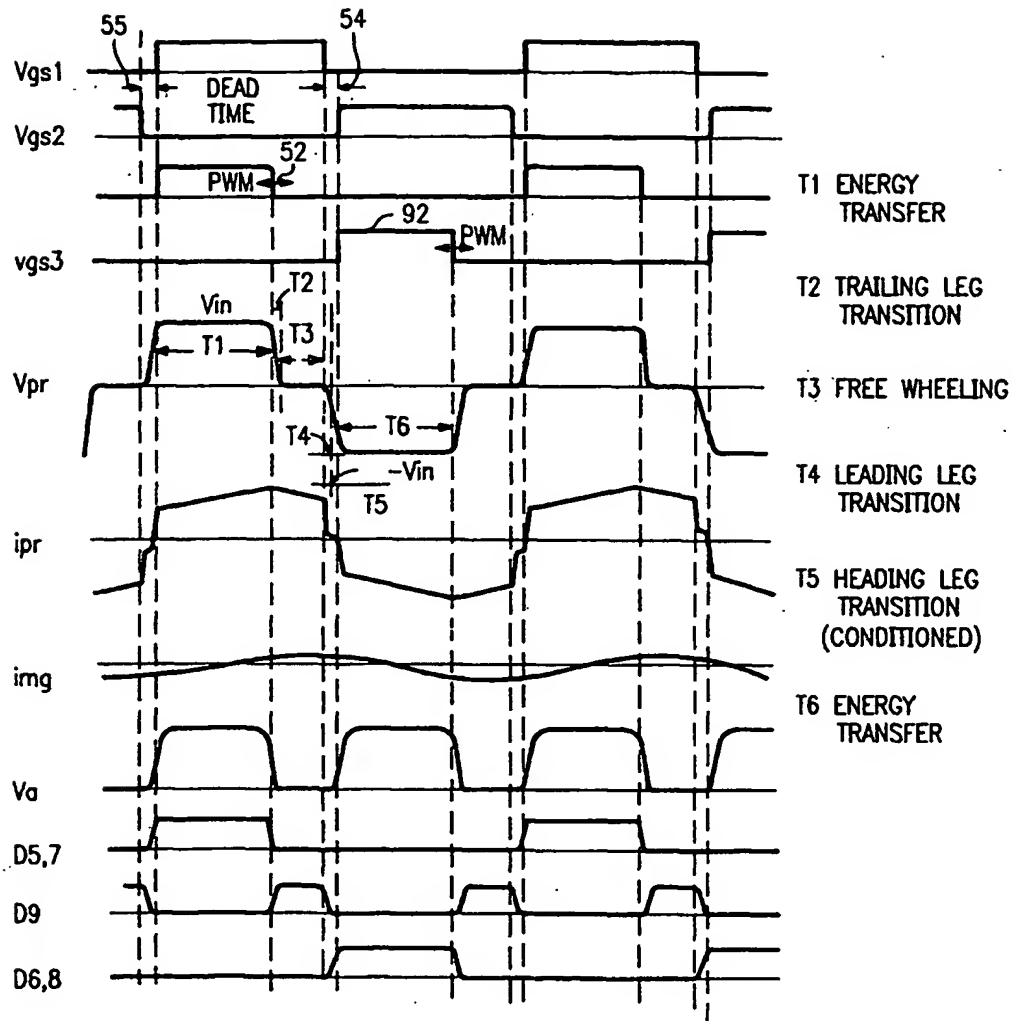 55
54
Vgs1
DEAD
TIME
Vgs2
52
PWM
T1 ENERGY
TRANSFER
92
PWM
vgs3
T2
T2 TRAILING LEG
TRANSITION
Vin
T1
T3
Vpr
T3 FREE WHEELING
T4
T6
-Vin
T5
T4 LEADING LEG
TRANSITION
ipr
T5 HEADING LEG
TRANSITION
(CONDITIONED)
img
T6 ENERGY
TRANSFER
Va
D5,7
D9
D6,8